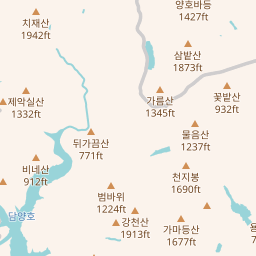 양호바등
1427ft
치재산
1942ft
삼밭산
1873ft
제악실산
1332ft
가름산
1345ft
꽃밭산
932ft
뒤가끔산
771ft
물음산
1237ft
비네산
912ft
담양호
천지봉
1690ft
범바위
1224ft
강천산
1913ft
가마등산
1677ft